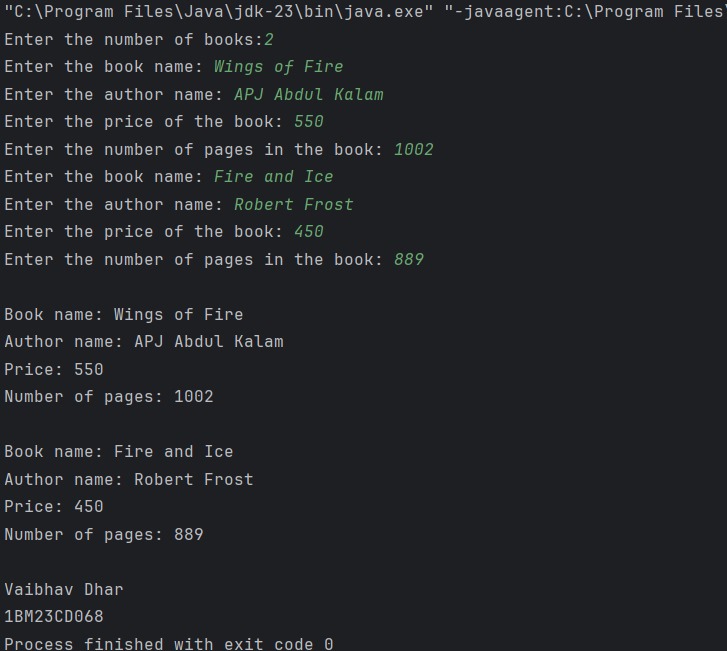 "C:\Program Files\Java\jdk-23\bin\java.exe" "-javaagent:C:\Program Files\
Enter the number of books:2
Enter the book name: Wings of Fire
Enter the author name: APJ Abdul Kalam
Enter the price of the book: 550
Enter the number of pages in the book: 1002
Enter the book name: Fire and Ice
Enter the author name: Robert Frost
Enter the price of the book: 450
Enter the number of pages in the book: 889
Book name: Wings of Fire
Author name: APJ Abdul Kalam
Price: 550
Number of pages: 1002
Book name: Fire and Ice
Author name: Robert Frost
Price: 450
Number of pages: 889
Vaibhav Dhar
1BM23CD068
Process finished with exit code 0